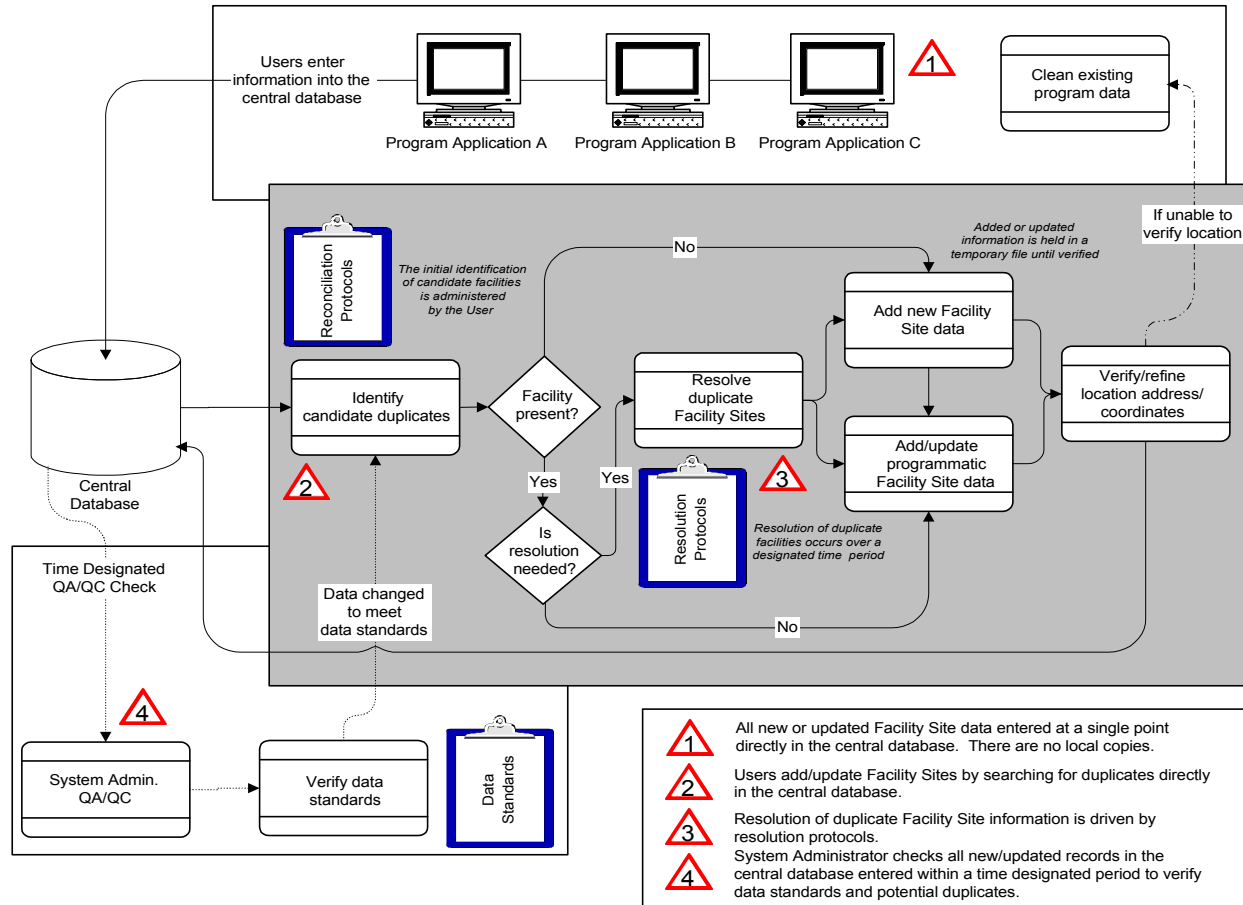 Users enter
information into the
central database
1
Clean existing
program data
Program Application A
Program Application B
Program Application C
If unable to
verify location
Reconciliation
Protocols
The initial identification
of candidate facilities
is administered
by the User
No
Added or updated
information is held in a
temporary file until verified
Add new Facility
Site data
Identify
candidate duplicates
Facility
present?
Resolve
duplicate
Facility Sites
Verify/refine
location address/
coordinates
Add/update
programmatic
Facility Site data
2
Yes
Yes
3
Central
Database
Is
resolution
needed?
Resolution
Protocols
Resolution of duplicate
facilities occurs over a
designated time period
Time Designated
QA/QC Check
Data changed
to meet
data standards
No
4
System Admin.
QA/QC
Verify data
standards
Data
Standards
1
All new or updated Facility Site data entered at a single point
directly in the central database. There are no local copies.
2
Users add/update Facility Sites by searching for duplicates directly
in the central database.
3
Resolution of duplicate Facility Site information is driven by
resolution protocols.
4
System Administrator checks all new/updated records in the
central database entered within a time designated period to verify
data standards and potential duplicates.